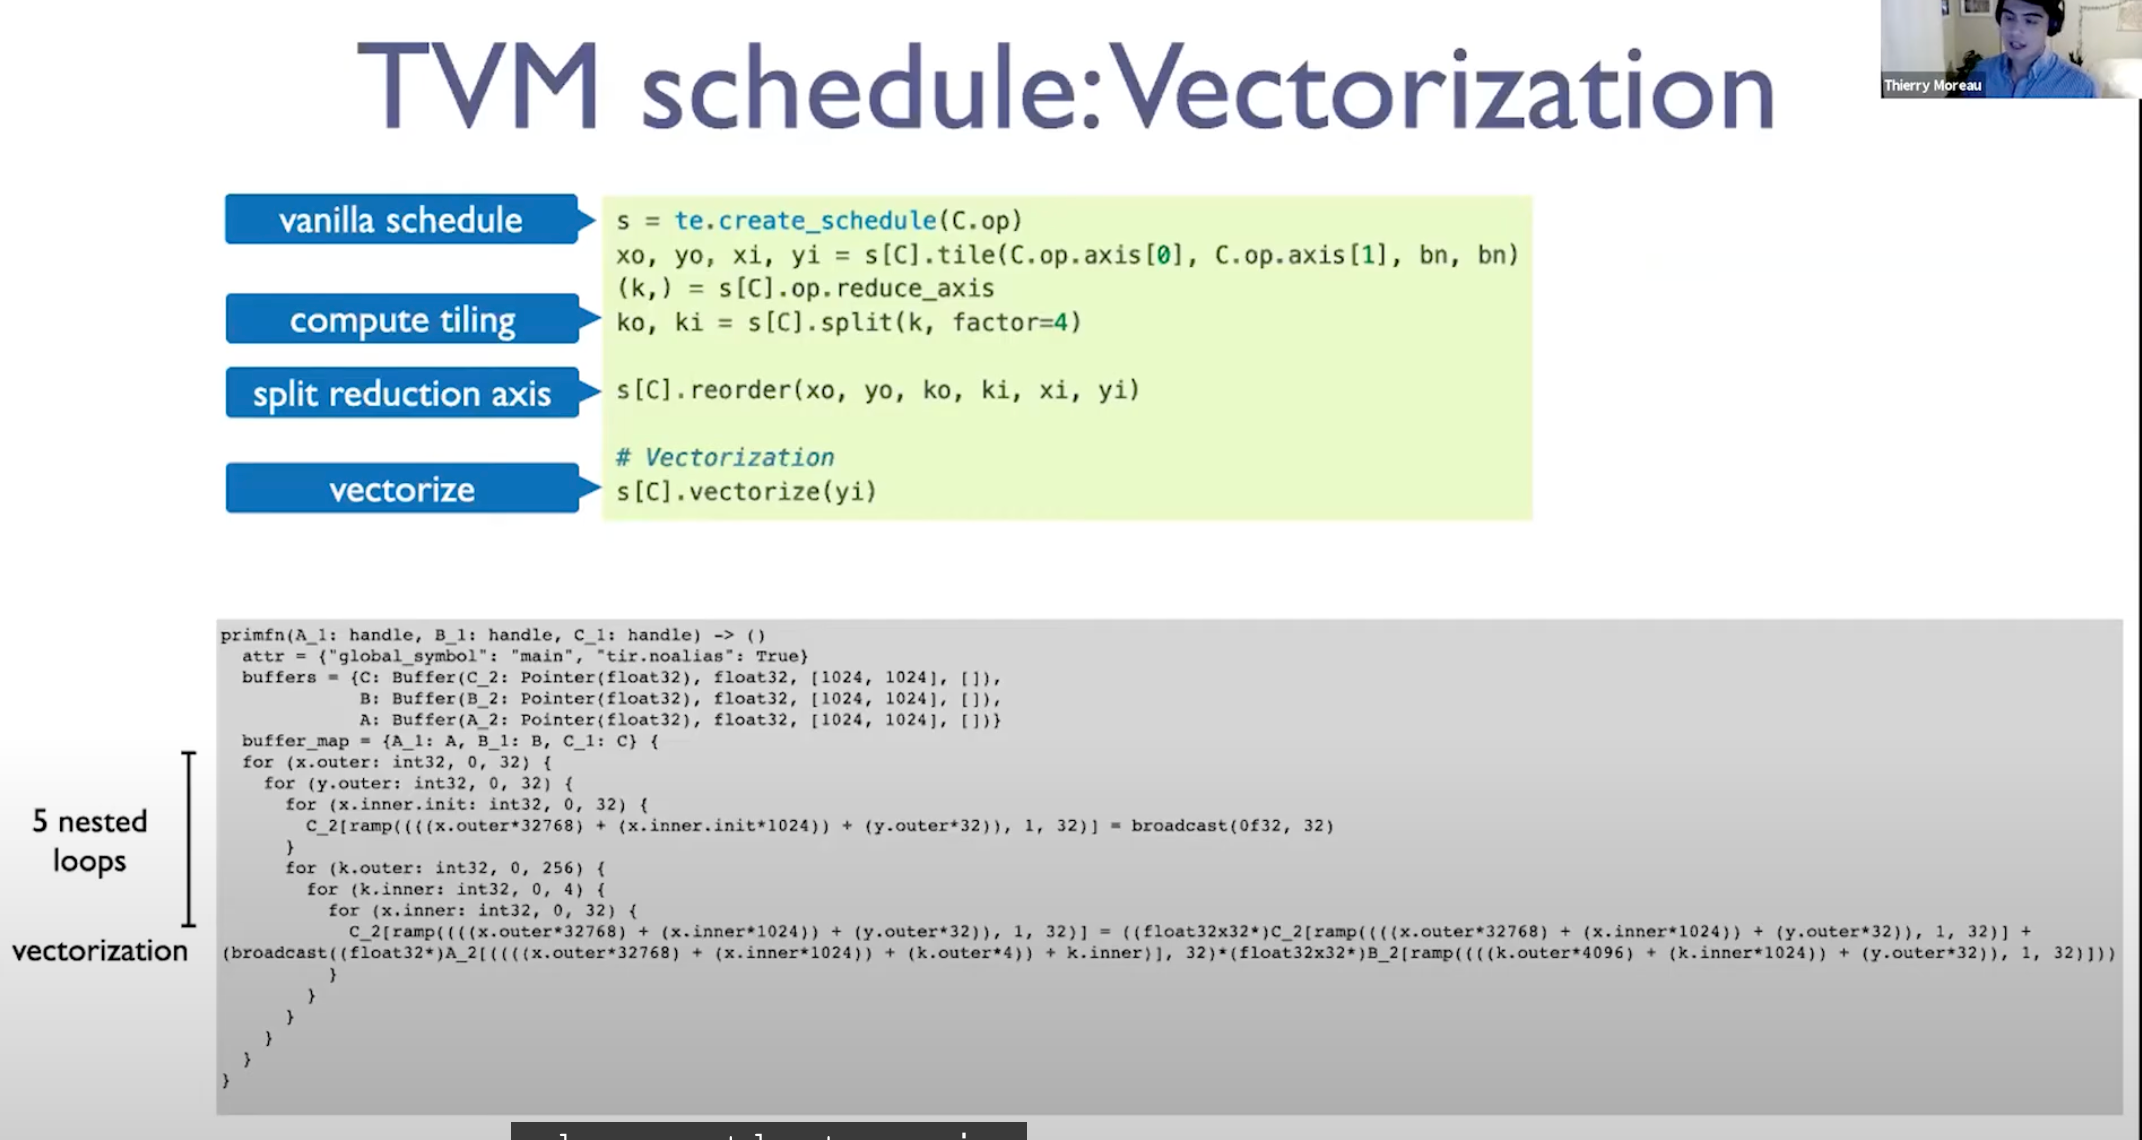 TVM schedule: Vectorization
Thierry Moreau
vanilla schedule
compute tiling
split reduction axis
vectorize
s = te.create_schedule(C.op)
xo, yo, xi, yi = s[C].tile(C.op.axis[0], C.op.axis[1], bn, bn)
(k,) = s[C].op.reduce_axis
ko, ki = s[C].split(k, factor=4)
s[C].reorder(xo, yo, ko, ki, xi, yi)
# Vectorization
s[C].vectorize(yi)
primfn(A_1: handle, B_1: handle, C_1: handle) -> ()
attr = {"global_symbol": "main", "tir.noalias": True}
buffers = {C: Buffer(C_2: Pointer(float32), float32, [1024, 1024], []),
B: Buffer(B_2: Pointer(float32), float32, [1024, 1024], []),
A: Buffer(A_2: Pointer(float32), float32, [1024, 1024], [])}
buffer_map = {A_1: A, B_1: B, C_1: C} {
for (x.outer: int32, 0, 32) {
for (y.outer: int32, 0, 32) {
for (x.inner.init: int32, 0, 32) {
C_2[ramp((((x.outer*32768) + (x.inner.init*1024)) + (y.outer*32)), 1, 32)] = broadcast(0f32, 32)
}
for (k.outer: int32, 0, 256) {
for (k.inner: int32, 0, 4) {
for (x.inner: int32, 0, 32) {
C_2[ramp((((x.outer*32768) + (x.inner*1024)) + (y.outer*32)), 1, 32)] = ((float32x32*)C_2[ramp((((x.outer*32768) + (x.inner*1024)) + (y.outer*32)), 1, 32)] +
(broadcast((float32*)A_2[((((x.outer*32768) + (x.inner*1024)) + (k.outer*4)) + k.inner)], 32)*(float32x32*)B_2[ramp((((k.outer*4096) + (k.inner*1024)) + (y.outer*32)), 1, 32)]))
}
}
}
}
}
}
5 nested
loops
vectorization